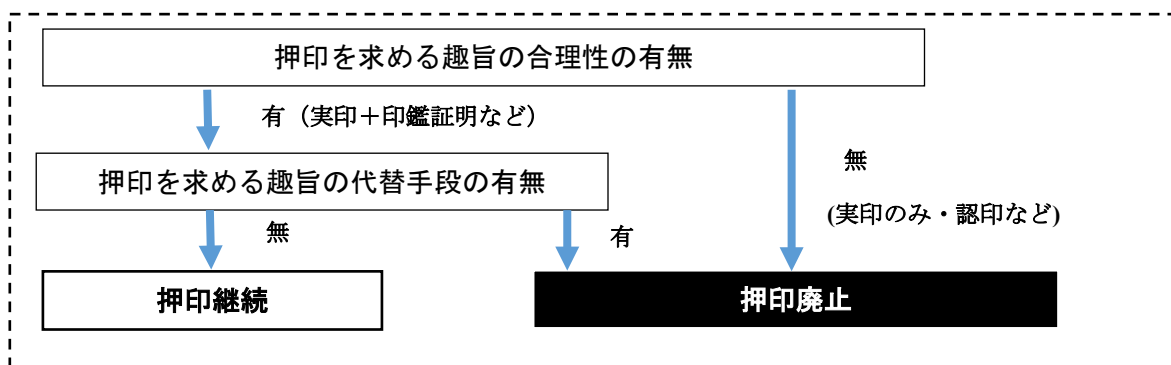 押印を求める趣旨の合理性の有無
有（実印＋印鑑証明など）
無
押印を求める趣旨の代替手段の有無
(実印のみ・認印など)
無
有
押印継続
押印廃止